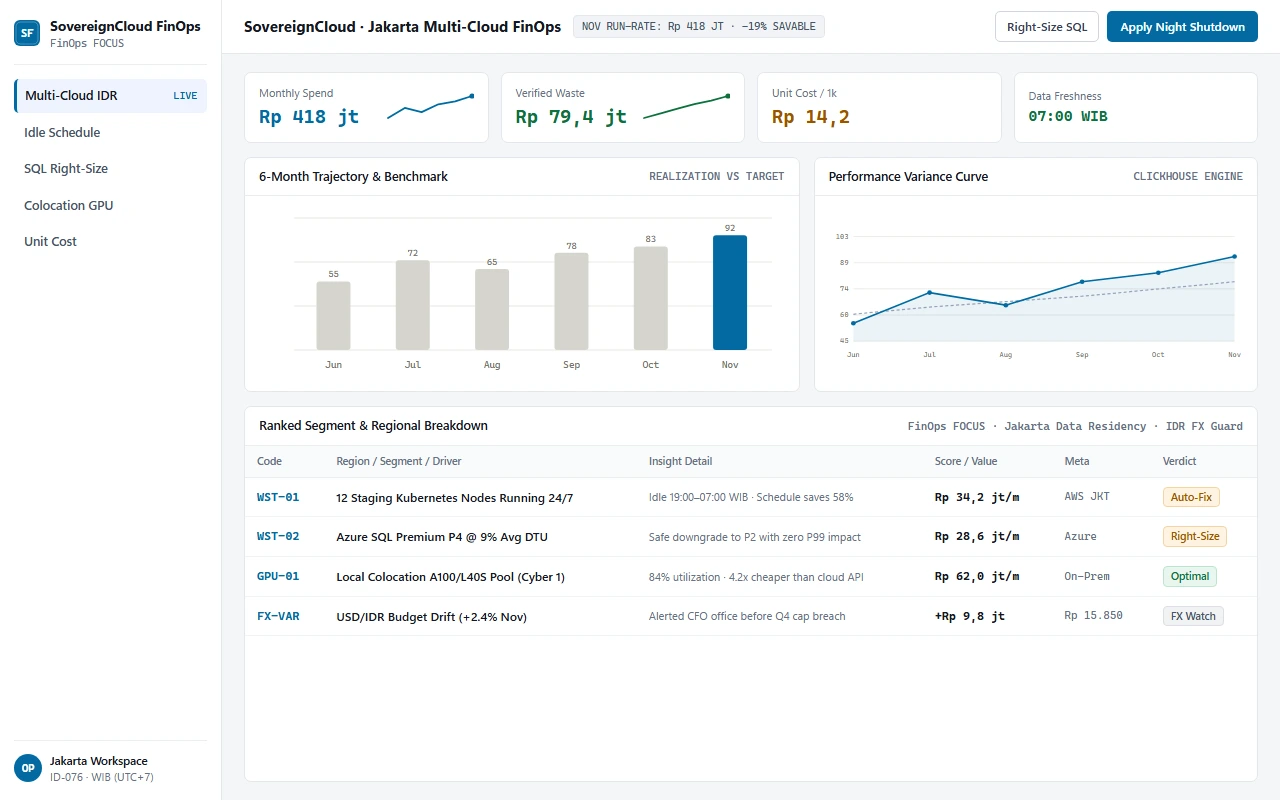 SF
SovereignCloud FinOps
FinOps FOCUS
Multi-Cloud IDR LIVE
Idle Schedule
SQL Right-Size
Colocation GPU
Unit Cost
OP
Jakarta Workspace
ID-076 · WIB (UTC+7)
SovereignCloud · Jakarta Multi-Cloud FinOps
NOV RUN-RATE: Rp 418 JT · -19% SAVABLE
Right-Size SQL
Apply Night Shutdown
Monthly Spend
Rp 418 jt
Verified Waste
Rp 79,4 jt
Unit Cost / 1k
Rp 14,2
Data Freshness
07:00 WIB
6-Month Trajectory & Benchmark
REALIZATION VS TARGET
55 72 65 78 83 92
Jun Jul Aug Sep Oct Nov
Performance Variance Curve
CLICKHOUSE ENGINE
103
89
74
60
45
Jun Jul Aug Sep Oct Nov
Ranked Segment & Regional Breakdown
FinOps FOCUS · Jakarta Data Residency · IDR FX Guard
Code Region / Segment / Driver Insight Detail Score / Value Meta Verdict
WST-01 12 Staging Kubernetes Nodes Running 24/7 Idle 19:00–07:00 WIB · Schedule saves 58% Rp 34,2 jt/m AWS JKT Auto-Fix
WST-02 Azure SQL Premium P4 @ 9% Avg DTU Safe downgrade to P2 with zero P99 impact Rp 28,6 jt/m Azure Right-Size
GPU-01 Local Colocation A100/L40S Pool (Cyber 1) 84% utilization · 4.2x cheaper than cloud API Rp 62,0 jt/m On-Prem Optimal
FX-VAR USD/IDR Budget Drift (+2.4% Nov) Alerted CFO office before Q4 cap breach +Rp 9,8 jt Rp 15.850 FX Watch